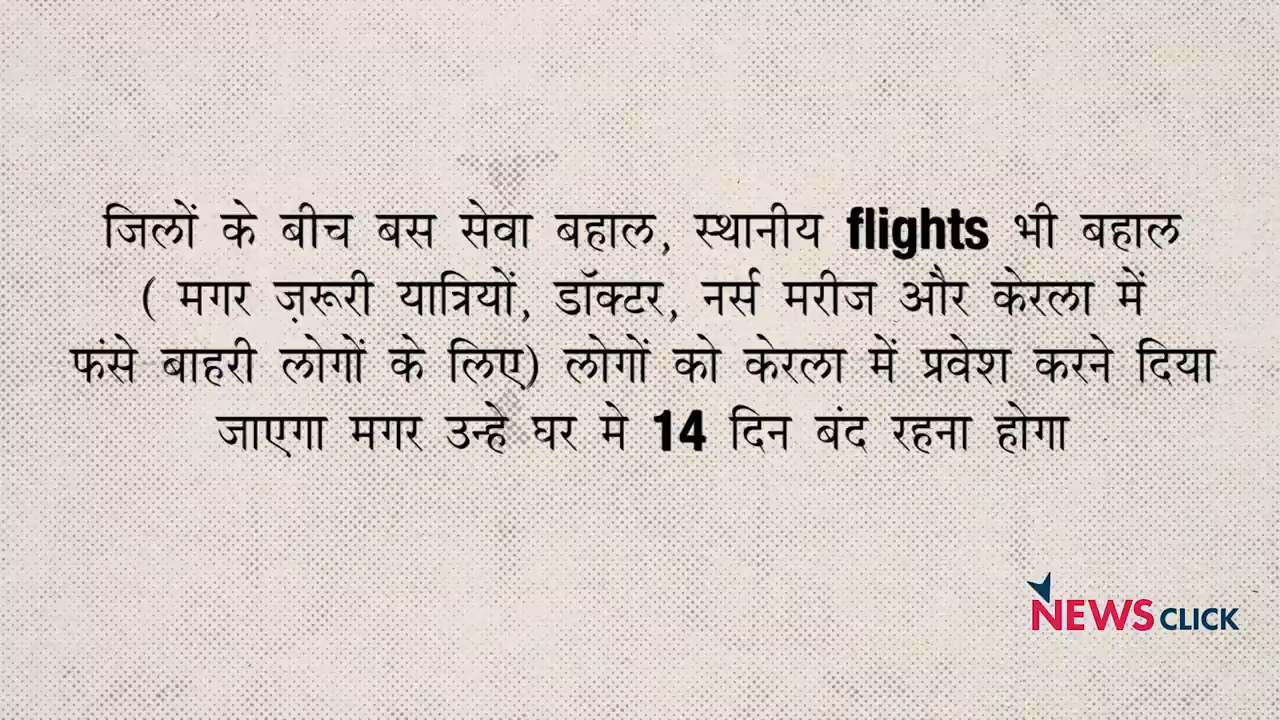 जिलों के बीच बस सेवा बहाल, स्थानीय flights भी बहाल
( मगर ज़रूरी यात्रियों, डॉक्टर, नर्स मरीज और केरला में
फंसे बाहरी लोगों के लिए) लोगों को केरला में प्रवेश करने दिया
जाएगा मगर उन्हे घर मे 14 दिन बंद रहना होगा
NEWS CLICK